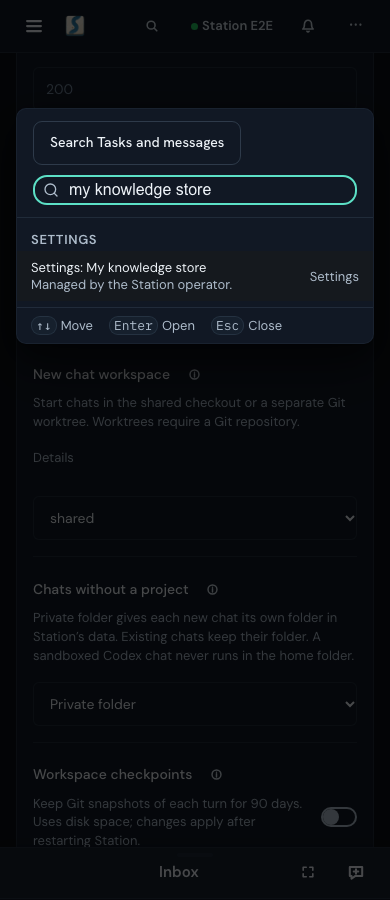 Station E2E
200
Search Tasks and messages
my knowledge store
SETTINGS
Settings: My knowledge store
Managed by the Station operator.
Settings
↑↓ Move Enter Open Esc Close
New chat workspace
Start chats in the shared checkout or a separate Git
worktree. Worktrees require a Git repository.
Details
shared
Chats without a project
Private folder gives each new chat its own folder in
Station's data. Existing chats keep their folder. A
sandboxed Codex chat never runs in the home folder.
Private folder
Workspace checkpoints
Keep Git snapshots of each turn for 90 days.
Uses disk space; changes apply after
restarting Station.
Inbox